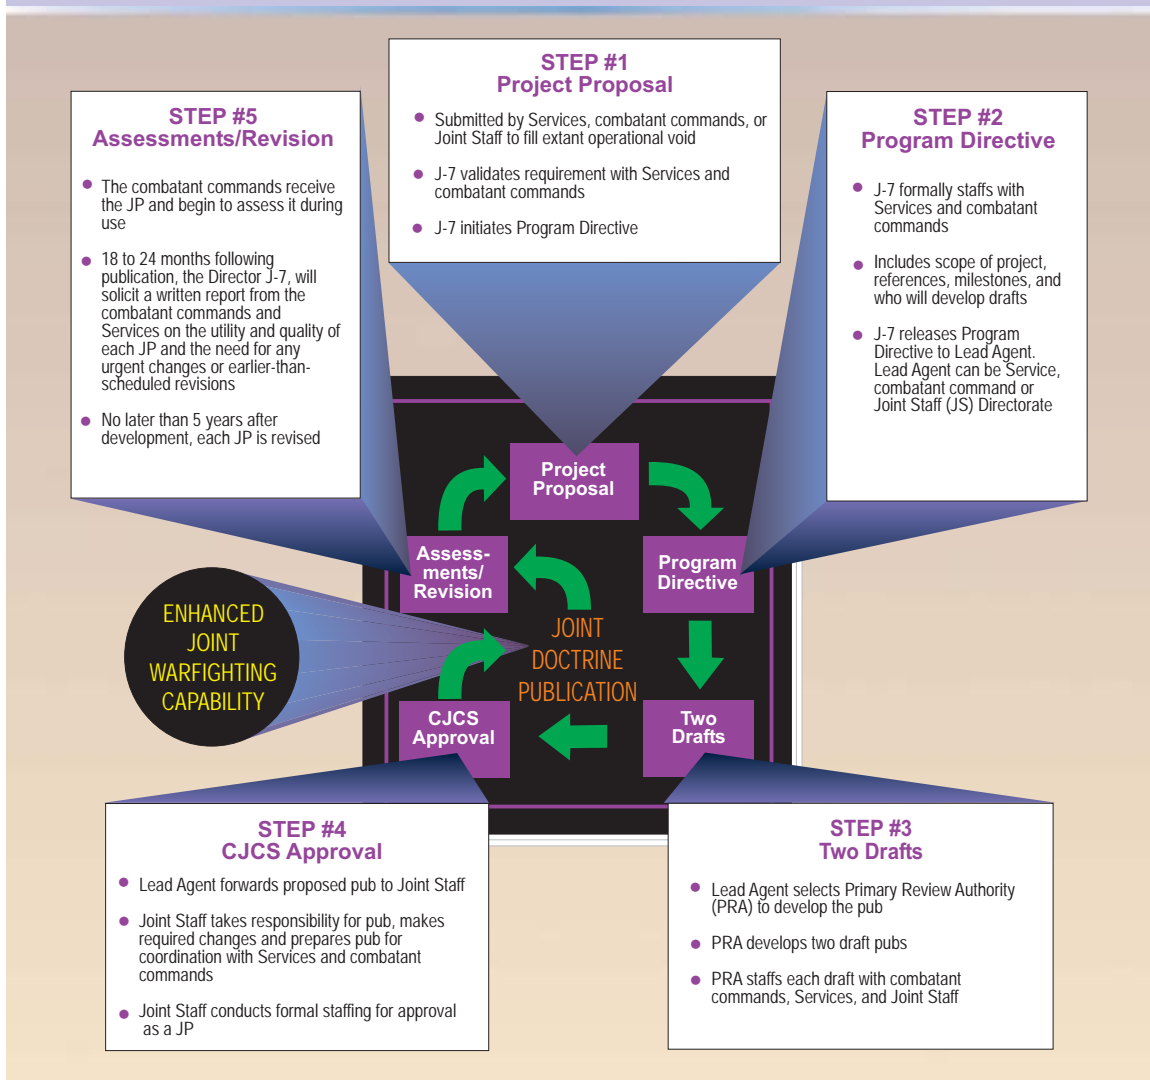 STEP #1
Project Proposal
• Submitted by Services, combatant commands, or
Joint Staff to fill extant operational void
• J-7 validates requirement with Services and
combatant commands
• J-7 initiates Program Directive
STEP #2
Program Directive
• J-7 formally staffs with
Services and combatant
commands
• Includes scope of project,
references, milestones, and
who will develop drafts
• J-7 releases Program
Directive to Lead Agent.
Lead Agent can be Service,
combatant command or
Joint Staff (JS) Directorate
STEP #3
Two Drafts
• Lead Agent selects Primary Review Authority
(PRA) to develop the pub
• PRA develops two draft pubs
• PRA staffs each draft with combatant
commands, Services, and Joint Staff
STEP #4
CJCS Approval
• Lead Agent forwards proposed pub to Joint Staff
• Joint Staff takes responsibility for pub, makes
required changes and prepares pub for
coordination with Services and combatant
commands
• Joint Staff conducts formal staffing for approval
as a JP
STEP #5
Assessments/Revision
• The combatant commands receive
the JP and begin to assess it during
use
• 18 to 24 months following
publication, the Director J-7, will
solicit a written report from the
combatant commands and
Services on the utility and quality of
each JP and the need for any
urgent changes or earlier-than-
scheduled revisions
• No later than 5 years after
development, each JP is revised
Project
Proposal
Program
Directive
Two
Drafts
CJCS
Approval
Assess-
ments/
Revision
JOINT
DOCTRINE
PUBLICATION
ENHANCED
JOINT
WARFIGHTING
CAPABILITY